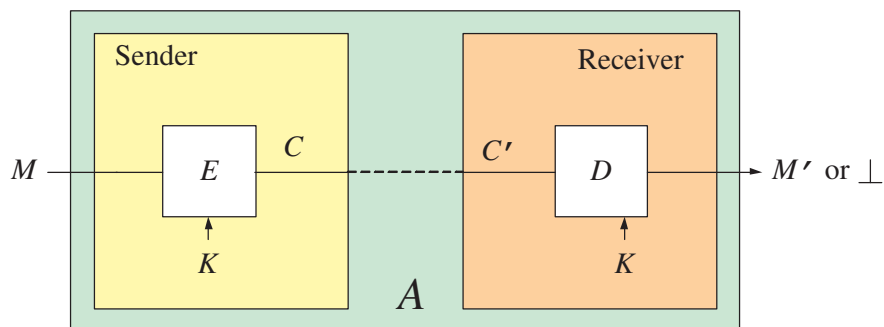 Sender
Receiver
M
E
C
C′
D
M′ or ⊥
K
K
A